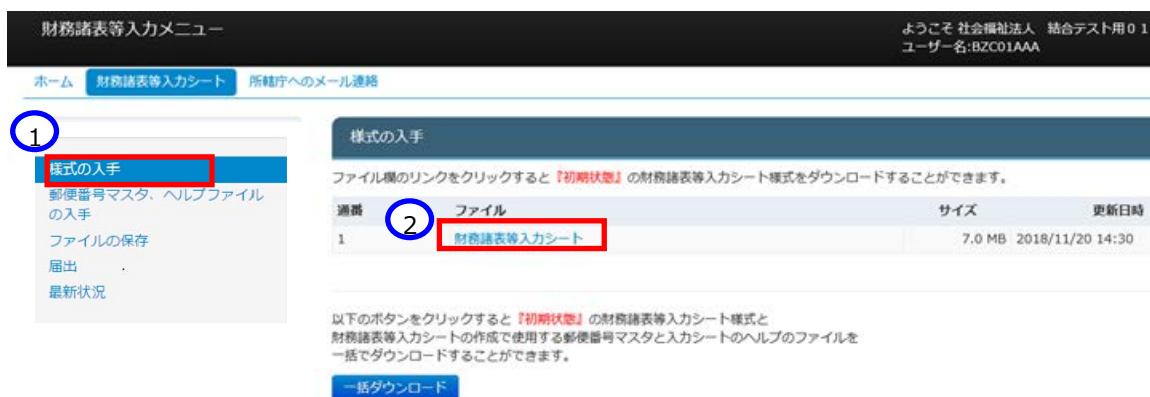 財務諸表等入力メニュー
ようこそ 社会福祉法人 結合テスト用01
ユーザー名:BZC01AAA
ホーム 財務諸表等入力シート 所轄庁へのメール連絡
1
様式の入手
郵便番号マスタ、ヘルプファイル
の入手
ファイルの保存
届出 .
最新状況
様式の入手
ファイル欄のリンクをクリックすると『初期状態』の財務諸表等入力シート様式をダウンロードすることができます。
通番 ファイル サイズ 更新日時
2
1 財務諸表等入力シート 7.0 MB 2018/11/20 14:30
以下のボタンをクリックすると『初期状態』の財務諸表等入力シート様式と
財務諸表等入力シートの作成で使用する郵便番号マスタと入力シートのヘルプのファイルを
一括でダウンロードすることができます。
一括ダウンロード